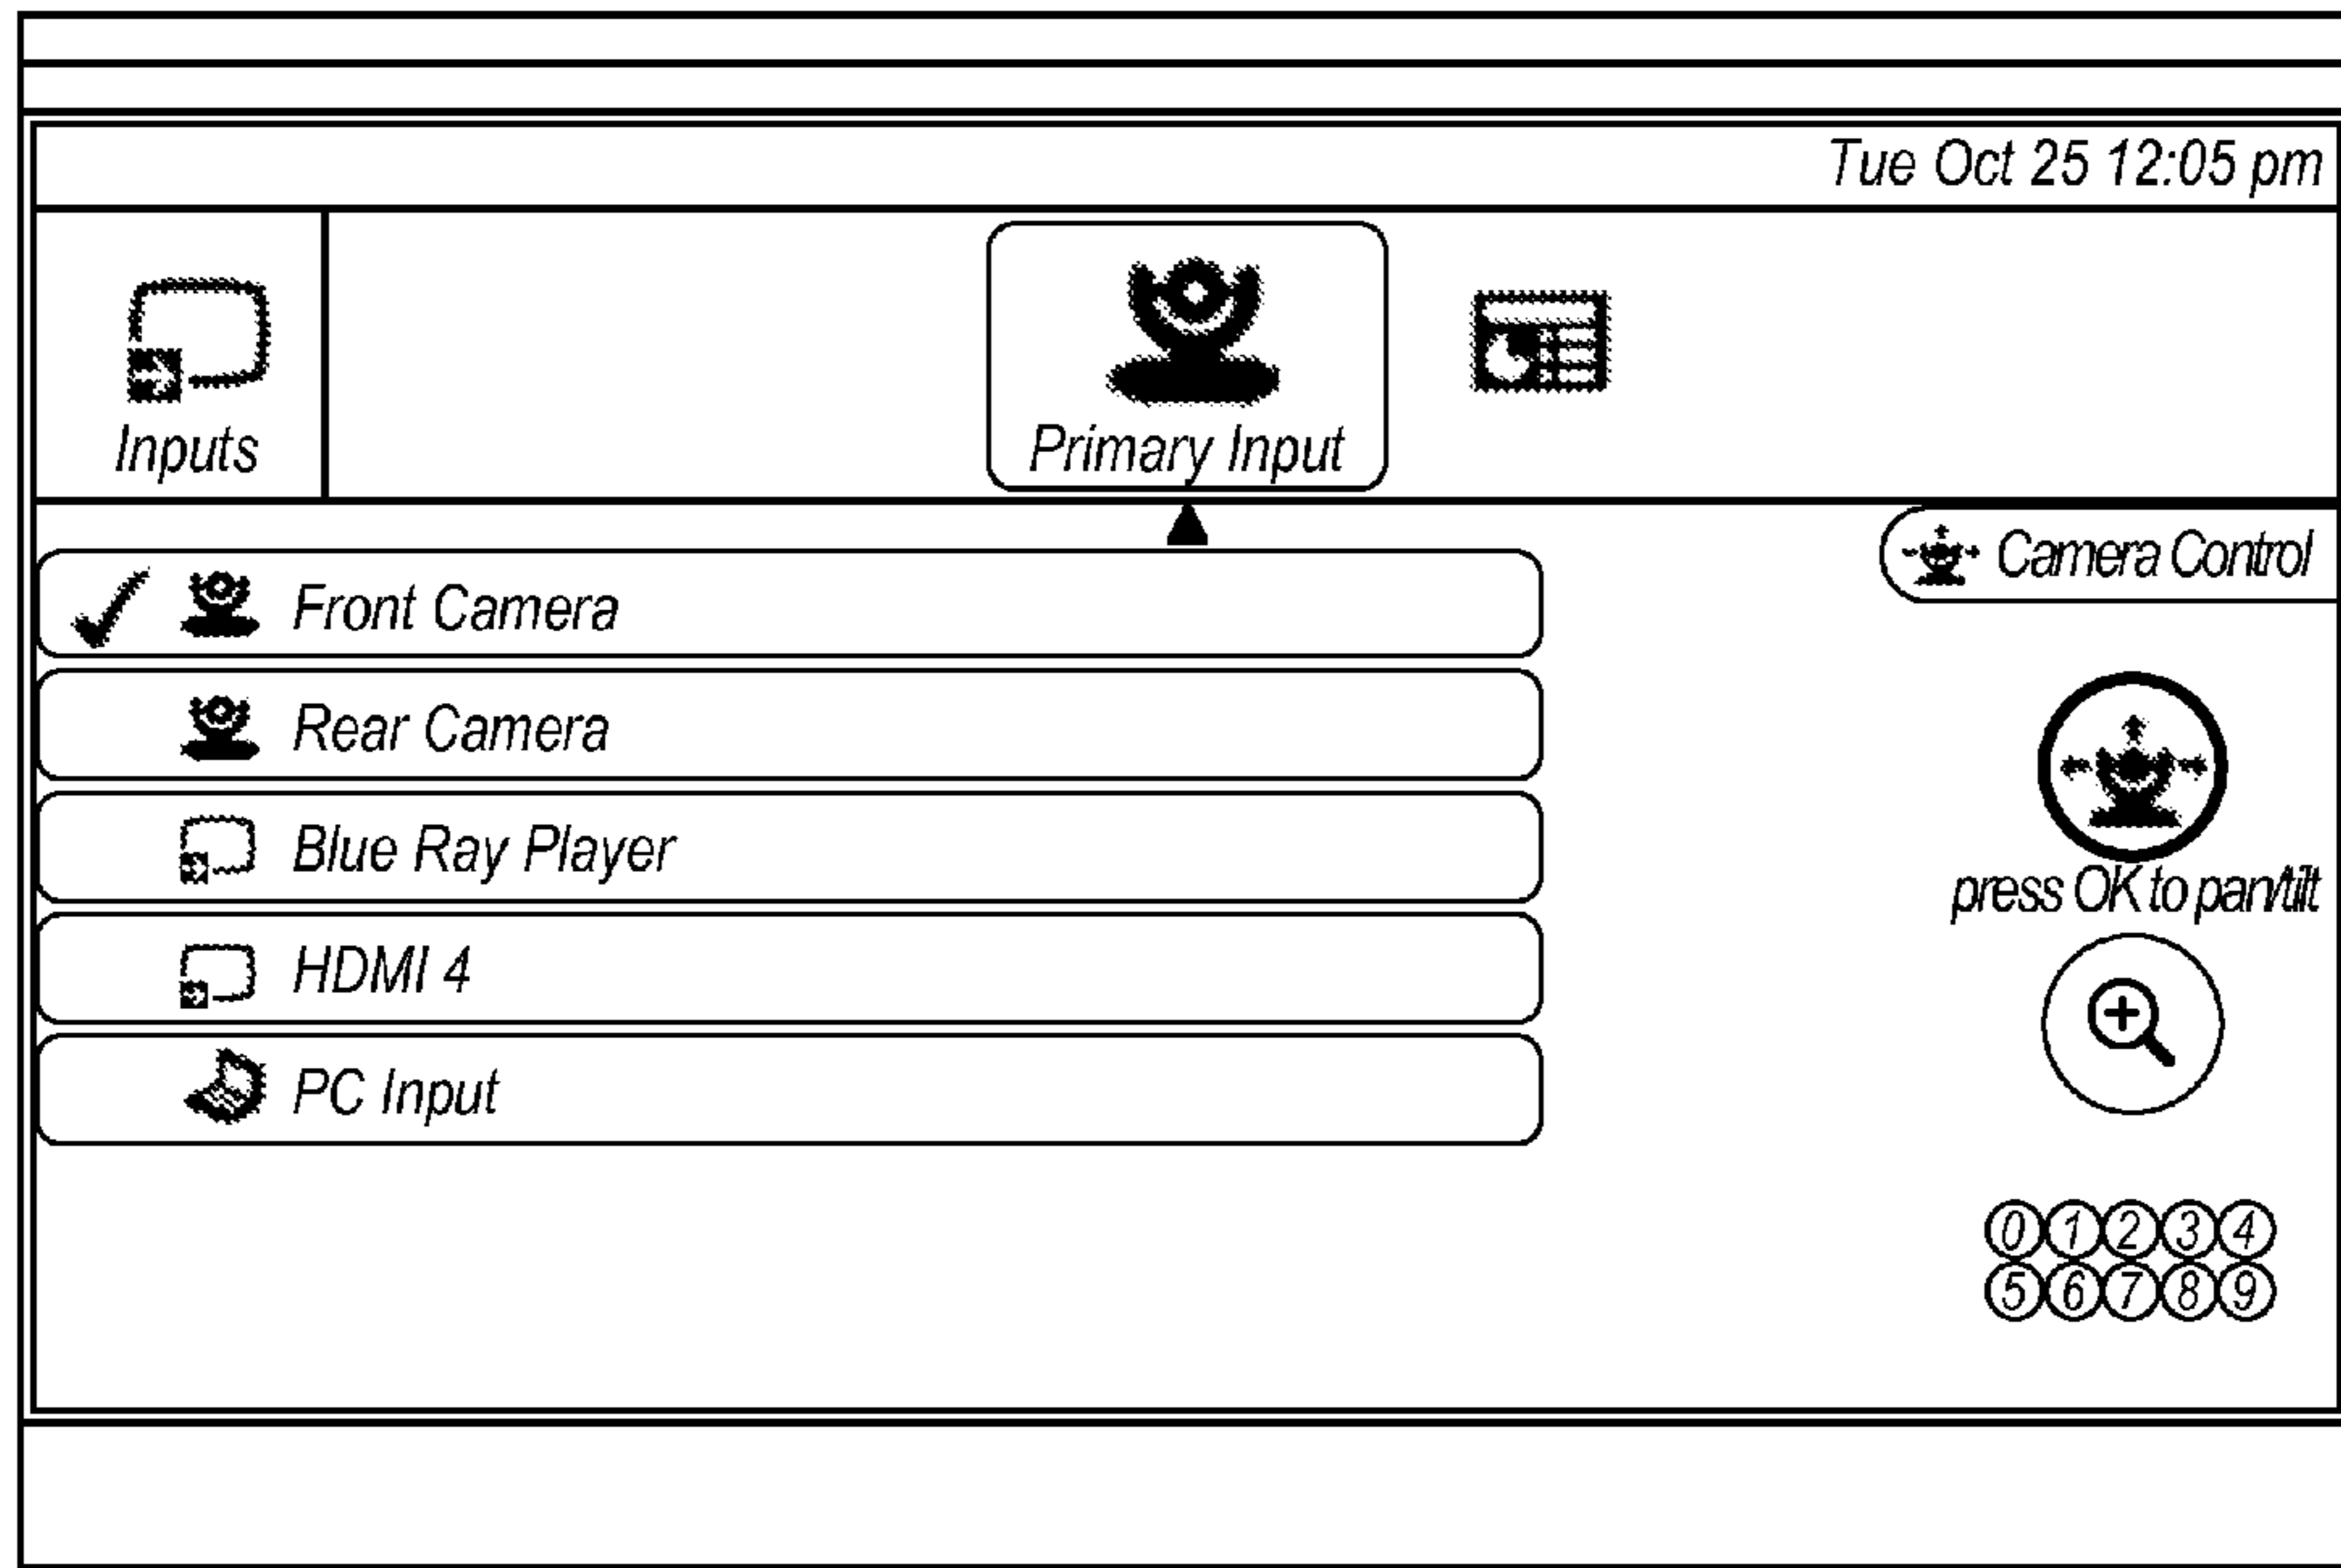 Tue Oct 25 12:05 pm
Inputs
Primary Input
Camera Control
Front Camera
Rear Camera
Blue Ray Player
HDMI 4
PC Input
press OK to pan/tilt
0 1 2 3 4
5 6 7 8 9